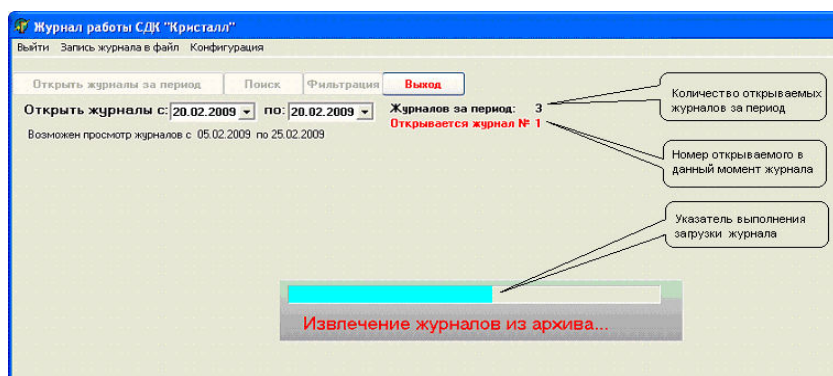 Журнал работы СДК "Кристалл"
Выйти Запись журнала в файл Конфигурация
Открыть журналы за период Поиск Фильтрация Выход
Открыть журналы с: 20.02.2009 по: 20.02.2009
Журналов за период: 3
Открывается журнал № 1
Возможен просмотр журналов с 05.02.2009 по 25.02.2009
Количество открываемых
журналов за период
Номер открываемого в
данный момент журнала
Указатель выполнения
загрузки журнала
Извлечение журналов из архива...